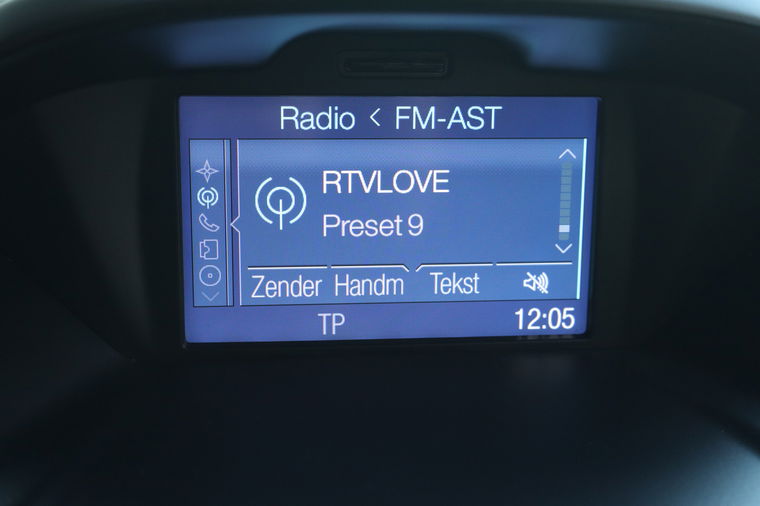 Radio < FM-AST
RTVLOVE
Preset 9
Zender Handm Tekst
TP 12:05